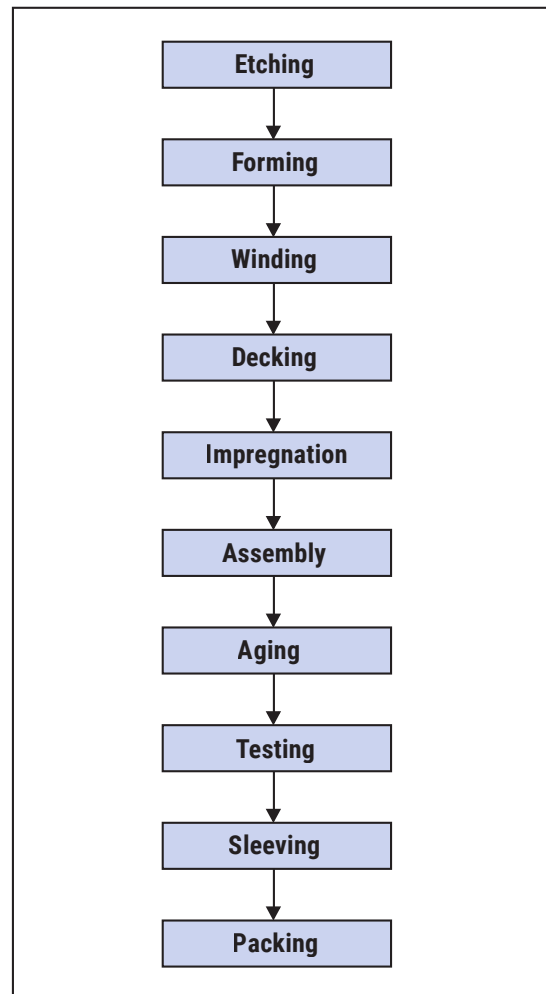 Etching
Forming
Winding
Decking
Impregnation
Assembly
Aging
Testing
Sleeving
Packing